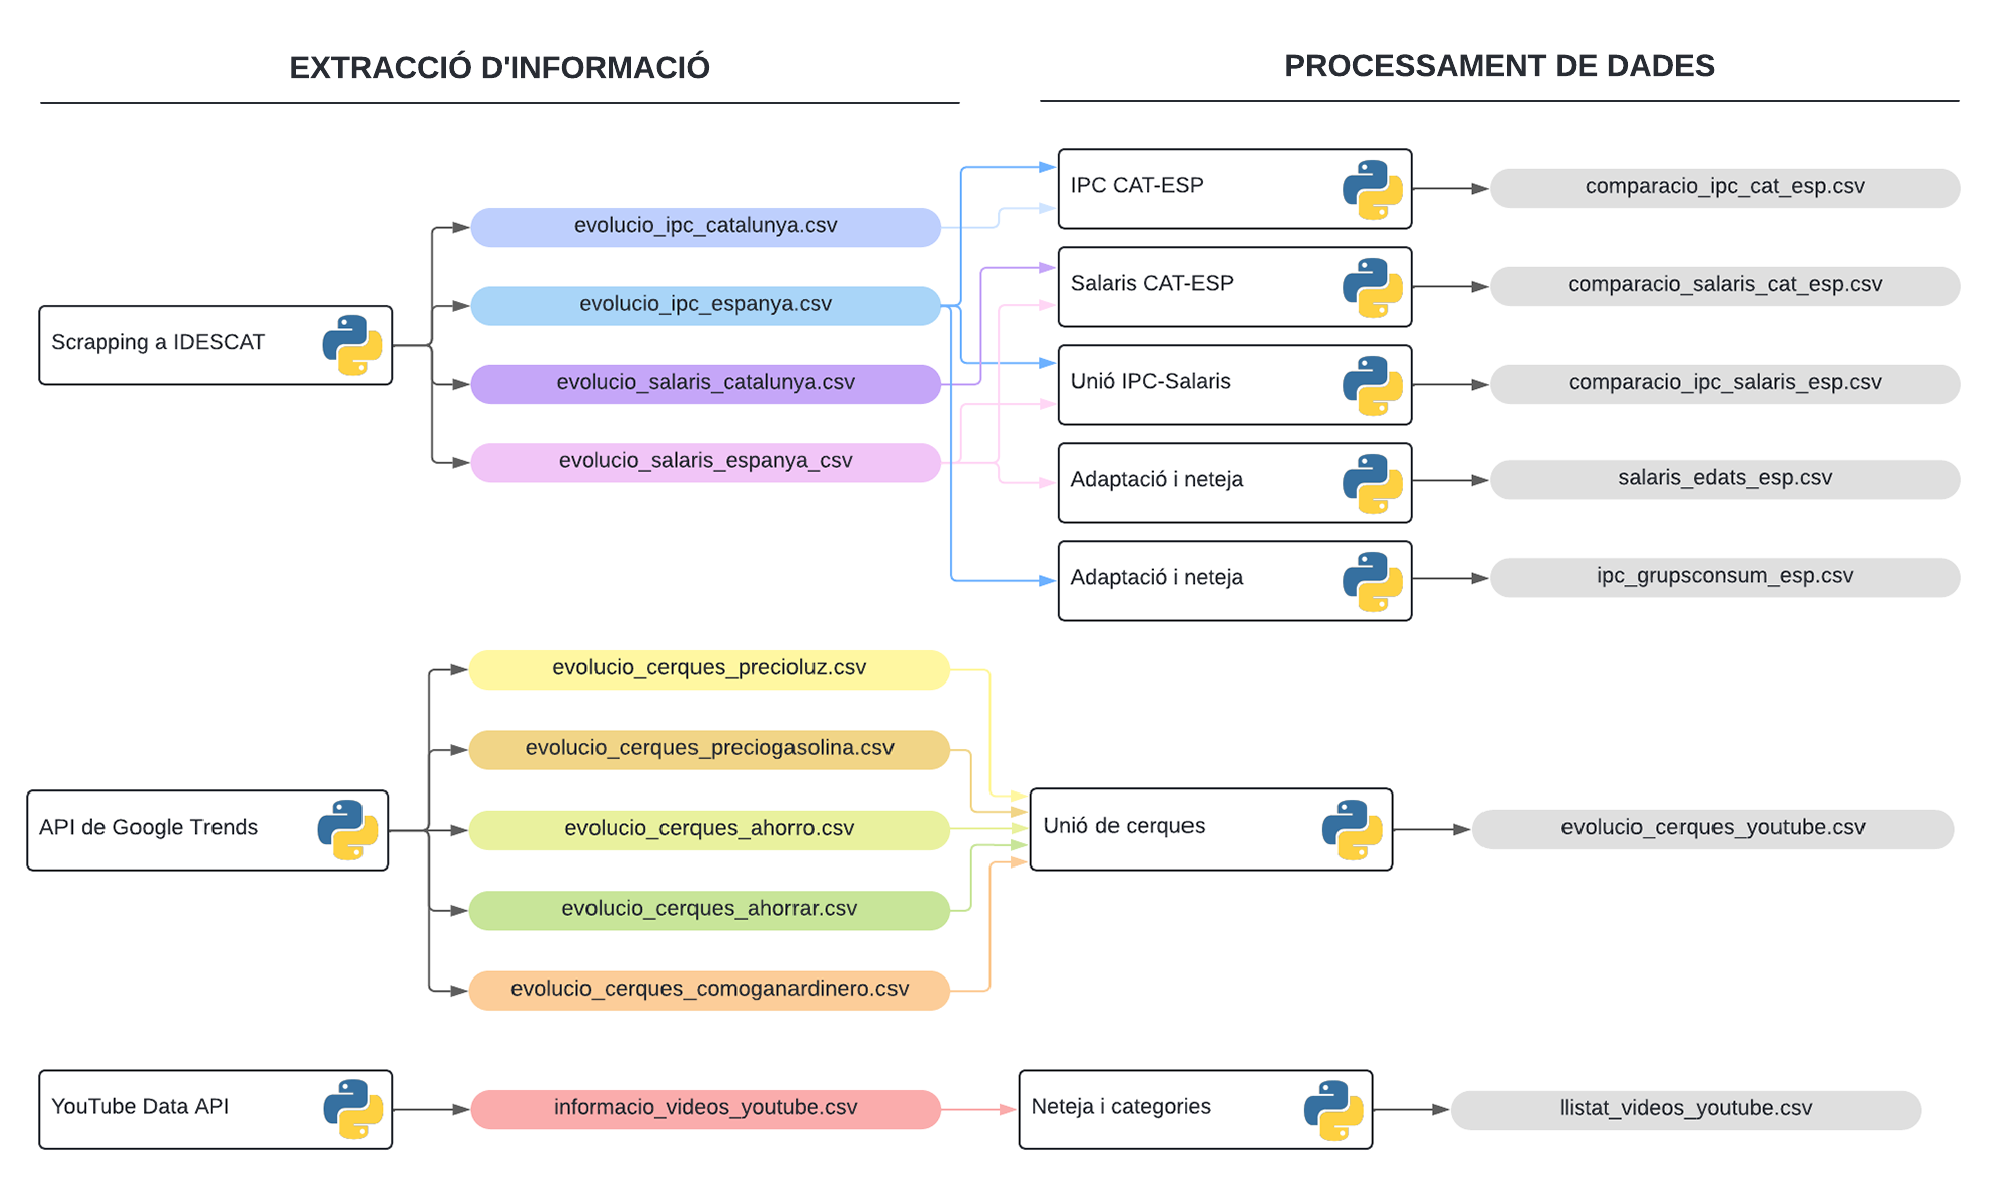 EXTRACCIÓ D'INFORMACIÓ
PROCESSAMENT DE DADES
Scrapping a IDESCAT
evolucio_ipc_catalunya.csv
evolucio_ipc_espanya.csv
evolucio_salaris_catalunya.csv
evolucio_salaris_espanya_csv
IPC CAT-ESP
comparacio_ipc_cat_esp.csv
Salaris CAT-ESP
comparacio_salaris_cat_esp.csv
Unió IPC-Salaris
comparacio_ipc_salaris_esp.csv
Adaptació i neteja
salaris_edats_esp.csv
Adaptació i neteja
ipc_grupsconsum_esp.csv
API de Google Trends
evolucio_cerques_precioluz.csv
evolucio_cerques_preciogasolina.csv
evolucio_cerques_ahorro.csv
evolucio_cerques_ahorrar.csv
evolucio_cerques_comoganardinero.csv
Unió de cerques
evolucio_cerques_youtube.csv
YouTube Data API
informacio_videos_youtube.csv
Neteja i categories
llistat_videos_youtube.csv